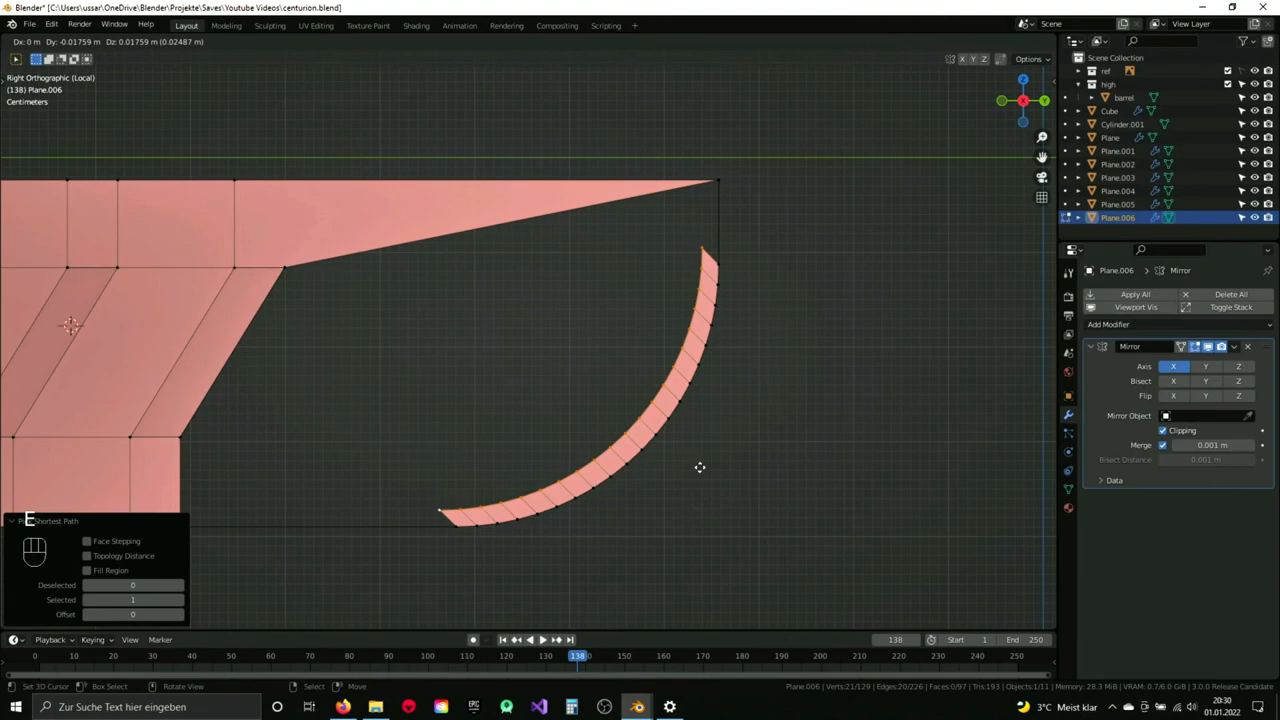 Blender* [C:\Users\ussar\OneDrive\Blender\Projekte\Saves\Youtube Videos\centurion.blend]
File Edit Render Window Help Layout Modeling Sculpting UV Editing Texture Paint Shading Animation Rendering Compositing Scripting + Scene View Layer
Dx: 0 m Dy: -0.01759 m Dz: 0.01759 m (0.02487 m)
X Y Z Options
Right Orthographic (Local)
(138) Plane.006
Centimeters
Z
X
Y
Scene Collection
ref
high
barrel
Cube
Cylinder.001
Plane
Plane.001
Plane.002
Plane.003
Plane.004
Plane.005
Plane.006
Plane.006 Mirror
Apply All Delete All
Viewport Vis Toggle Stack
Add Modifier
Mirror
Axis X Y Z
Bisect X Y Z
Flip X Y Z
Mirror Object
Clipping
Merge 0.001 m
Bisect Distance 0.001 m
Data
E
Shortest Path
Face Stepping
Topology Distance
Fill Region
Deselected 0
Selected 1
Offset 0
Playback Keying View Marker 138 Start 1 End 250
0 10 20 30 40 50 60 70 80 90 100 110 120 130 138 150 160 170 180 190 200 210 220 230 240 250
Set 3D Cursor Box Select Rotate View Select Move Plane.006 | Verts:21/129 | Edges:20/226 | Faces:0/97 | Tris:193 | Objects:1/11 | Memory: 28.3 MiB | VRAM: 0.7/6.0 GiB | 3.0.0 Release Candidate
Zur Suche Text hier eingeben
3°C Meist klar
20:30
01.01.2022